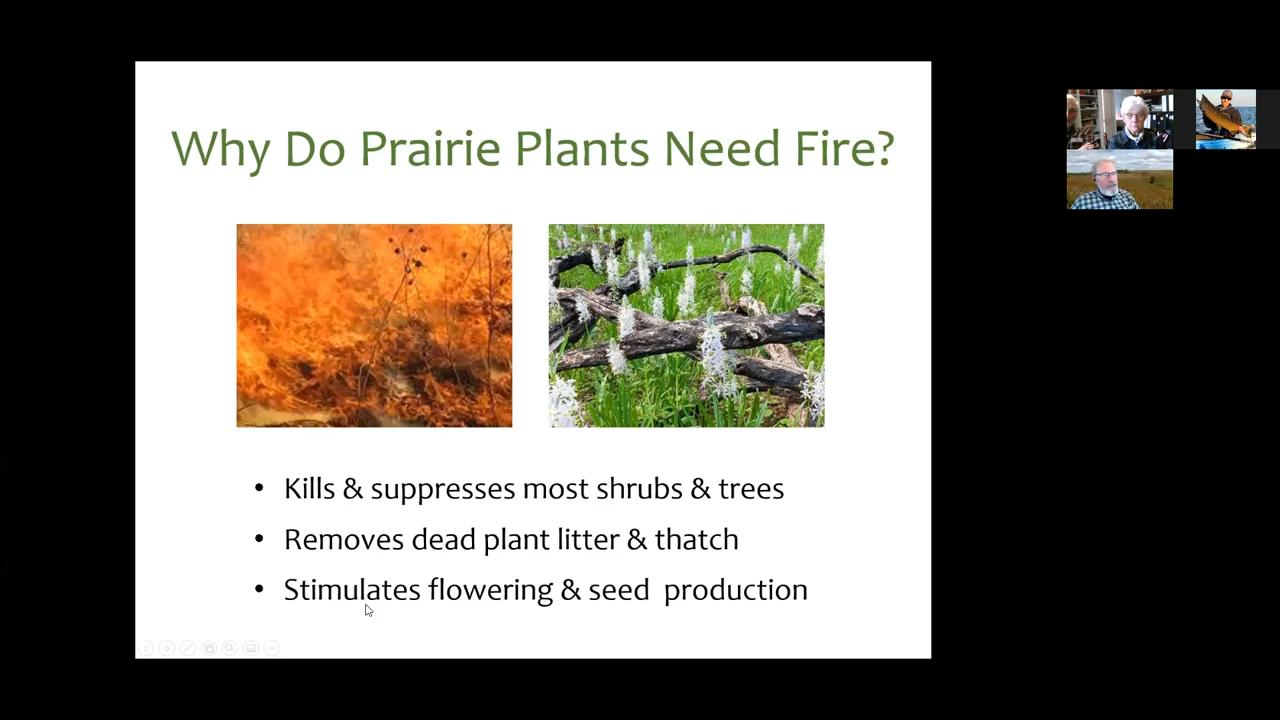 Why Do Prairie Plants Need Fire?
• Kills & suppresses most shrubs & trees
• Removes dead plant litter & thatch
• Stimulates flowering & seed production